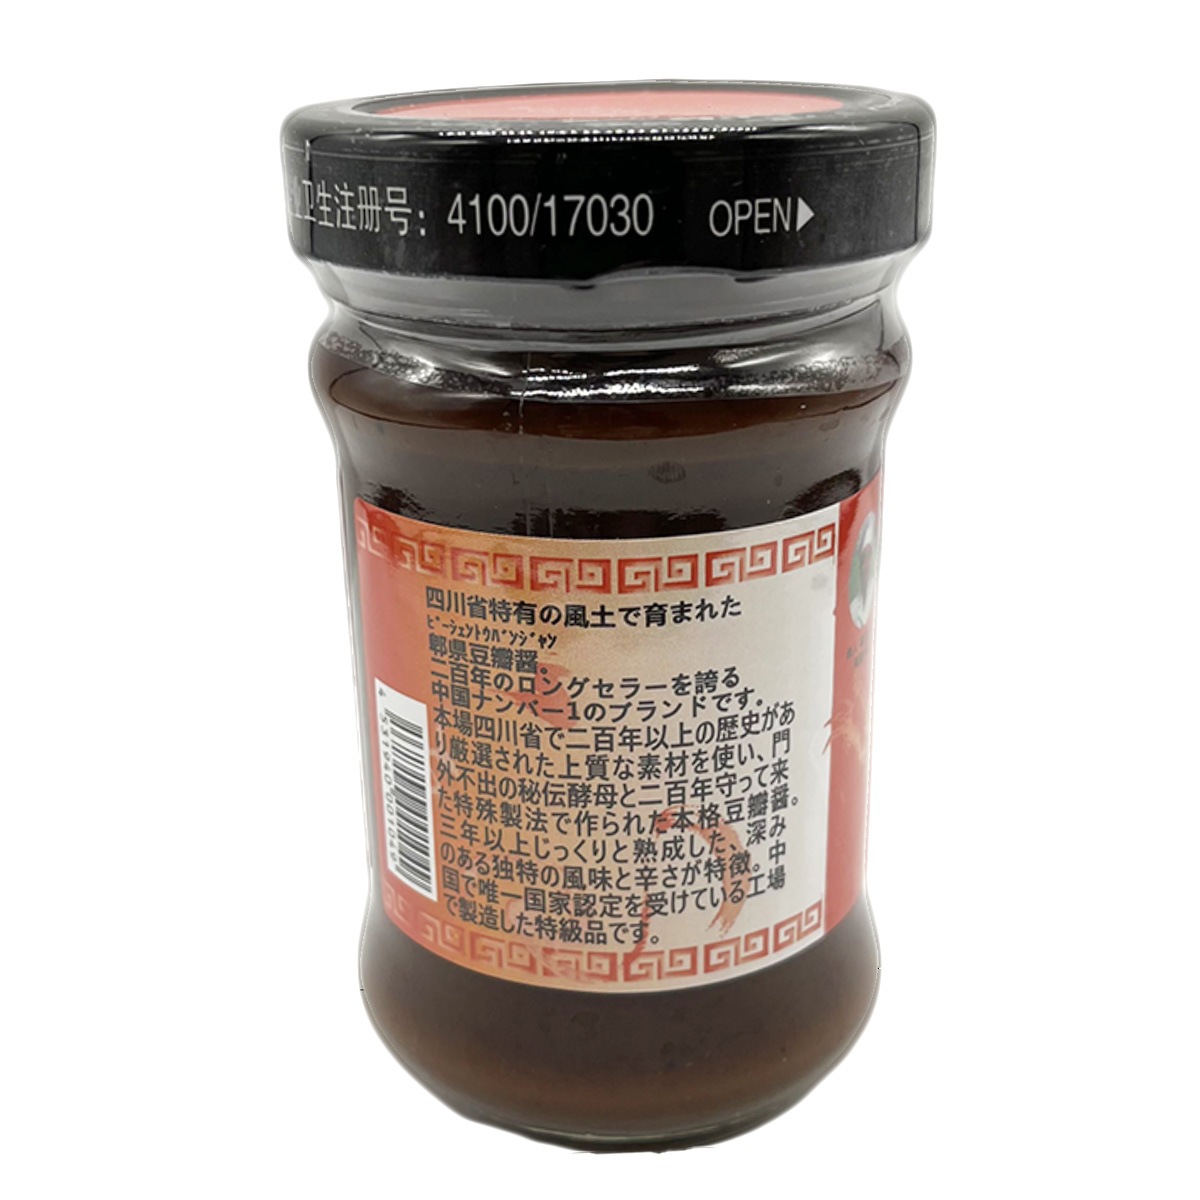 卫生注册号: 4100/17030 OPEN
四川省特有の風土で育まれた
ﾋﾟｰｼｪﾝﾄｳﾊﾞﾝｼﾞｬﾝ
郫県豆瓣醤。
二百年のロングセラーを誇る
中国ナンバー1のブランドです。
本場四川省で二百年以上の歴史があ
り厳選された上質な素材を使い、門
外不出の秘伝酵母と二百年守って来
た特殊製法で作られた本格豆瓣醤。
三年以上じっくりと熟成した、深み
のある独特の風味と辛さが特徴。中
国で唯一国家認定を受けている工場
で製造した特級品です。